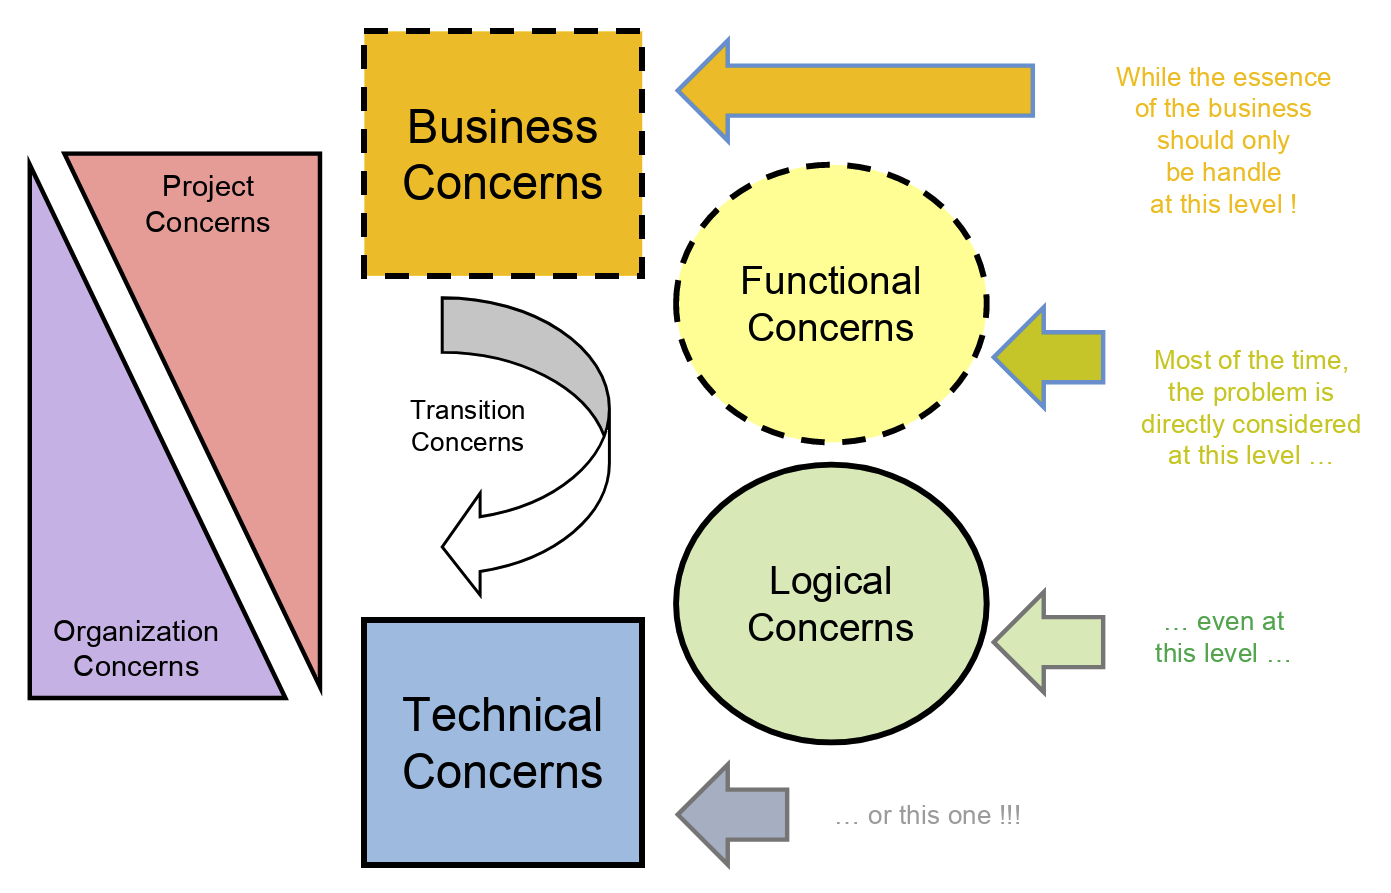 Business
Concerns
While the essence
of the business
should only
be handle
at this level !
Project
Concerns
Functional
Concerns
Transition
Concerns
Most of the time,
the problem is
directly considered
at this level …
Logical
Concerns
… even at
this level …
Organization
Concerns
Technical
Concerns
… or this one !!!